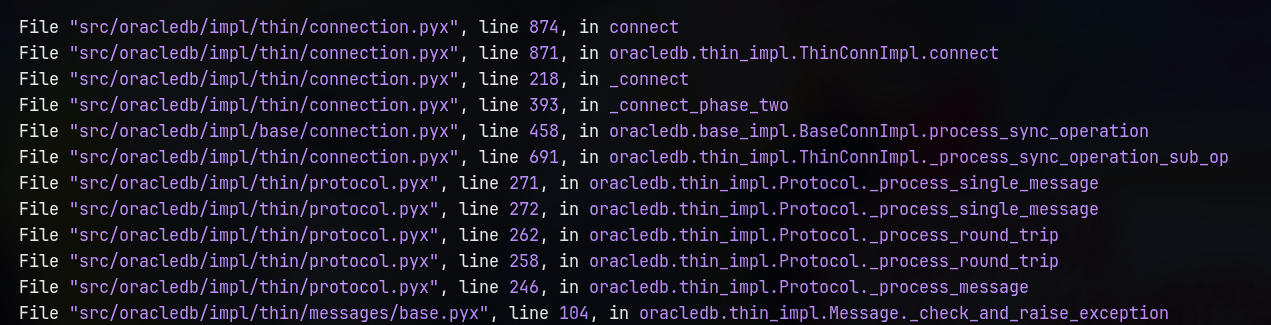 File "src/oracledb/impl/thin/connection.pyx", line 874, in connect
File "src/oracledb/impl/thin/connection.pyx", line 871, in oracledb.thin_impl.ThinConnImpl.connect
File "src/oracledb/impl/thin/connection.pyx", line 218, in _connect
File "src/oracledb/impl/thin/connection.pyx", line 393, in _connect_phase_two
File "src/oracledb/impl/base/connection.pyx", line 458, in oracledb.base_impl.BaseConnImpl.process_sync_operation
File "src/oracledb/impl/thin/connection.pyx", line 691, in oracledb.thin_impl.ThinConnImpl._process_sync_operation_sub_op
File "src/oracledb/impl/thin/protocol.pyx", line 271, in oracledb.thin_impl.Protocol._process_single_message
File "src/oracledb/impl/thin/protocol.pyx", line 272, in oracledb.thin_impl.Protocol._process_single_message
File "src/oracledb/impl/thin/protocol.pyx", line 262, in oracledb.thin_impl.Protocol._process_round_trip
File "src/oracledb/impl/thin/protocol.pyx", line 258, in oracledb.thin_impl.Protocol._process_round_trip
File "src/oracledb/impl/thin/protocol.pyx", line 246, in oracledb.thin_impl.Protocol._process_message
File "src/oracledb/impl/thin/messages/base.pyx", line 104, in oracledb.thin_impl.Message._check_and_raise_exception